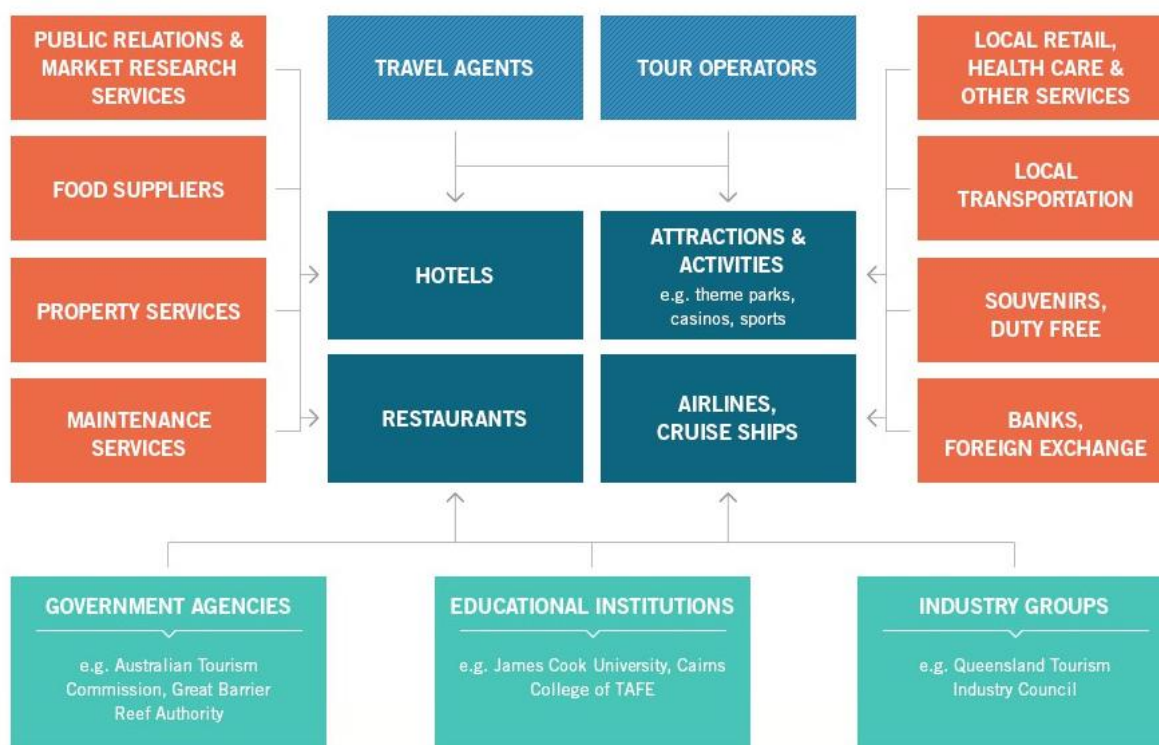 PUBLIC RELATIONS &
MARKET RESEARCH
SERVICES
TRAVEL AGENTS
TOUR OPERATORS
LOCAL RETAIL,
HEALTH CARE &
OTHER SERVICES
FOOD SUPPLIERS
LOCAL
TRANSPORTATION
HOTELS
ATTRACTIONS &
ACTIVITIES
e.g. theme parks,
casinos, sports
PROPERTY SERVICES
SOUVENIRS,
DUTY FREE
MAINTENANCE
SERVICES
RESTAURANTS
AIRLINES,
CRUISE SHIPS
BANKS,
FOREIGN EXCHANGE
GOVERNMENT AGENCIES
e.g. Australian Tourism
Commission, Great Barrier
Reef Authority
EDUCATIONAL INSTITUTIONS
e.g. James Cook University, Cairns
College of TAFE
INDUSTRY GROUPS
e.g. Queensland Tourism
Industry Council